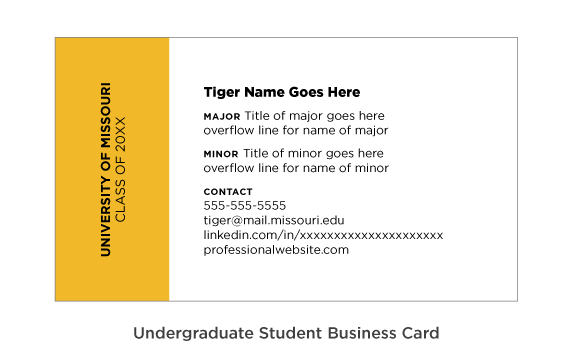 UNIVERSITY OF MISSOURI
CLASS OF 20XX
Tiger Name Goes Here
MAJOR Title of major goes here
overflow line for name of major
MINOR Title of minor goes here
overflow line for name of minor
CONTACT
555-555-5555
tiger@mail.missouri.edu
linkedin.com/in/xxxxxxxxxxxxxxxxxxxxx
professionalwebsite.com
Undergraduate Student Business Card